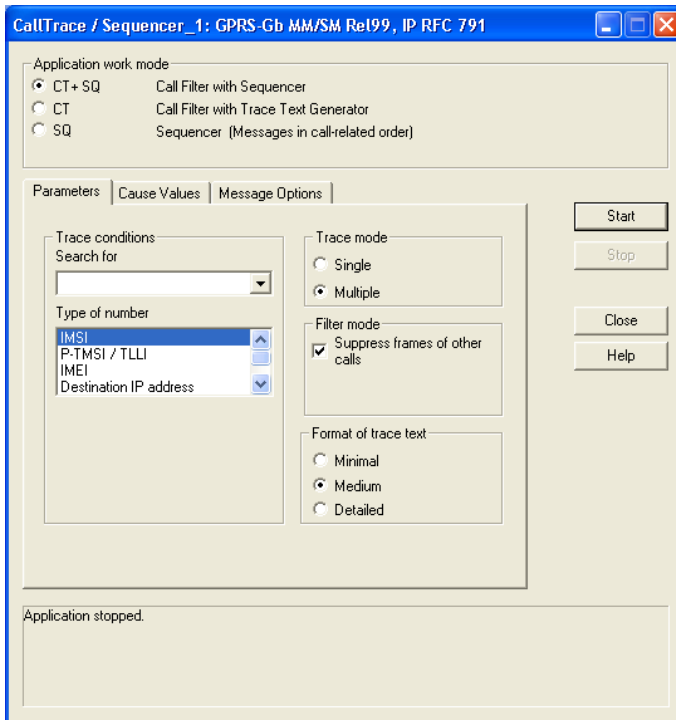 CallTrace / Sequencer_1: GPRS-Gb MM/SM Rel99, IP RFC 791
Application work mode
CT+ SQ Call Filter with Sequencer
CT Call Filter with Trace Text Generator
SQ Sequencer (Messages in call-related order)
Parameters Cause Values Message Options
Trace conditions
Search for
Type of number
IMSI
P-TMSI / TLLI
IMEI
Destination IP address
Trace mode
Single
Multiple
Filter mode
Suppress frames of other
calls
Format of trace text
Minimal
Medium
Detailed
Start
Stop
Close
Help
Application stopped.